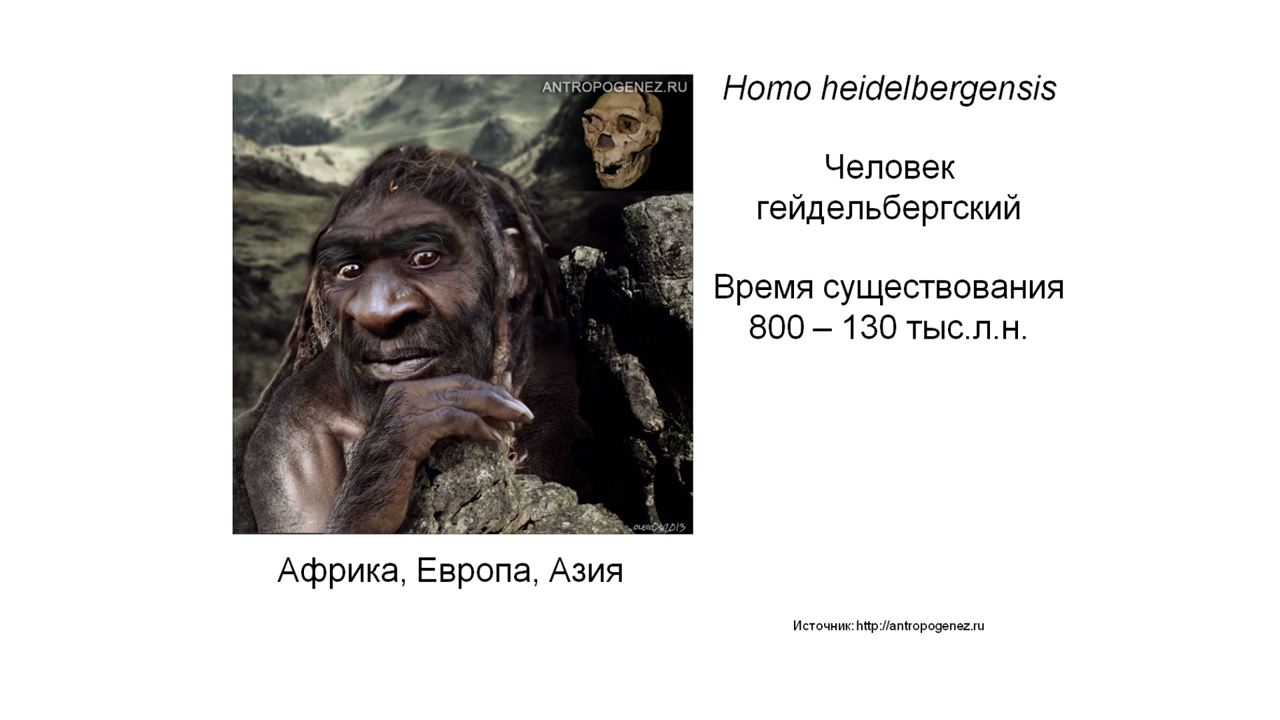 ANTROPOGENEZ.RU
Homo heidelbergensis
Человек
гейдельбергский
Время существования
800 – 130 тыс.л.н.
Африка, Европа, Азия
Источник: http://antropogenez.ru